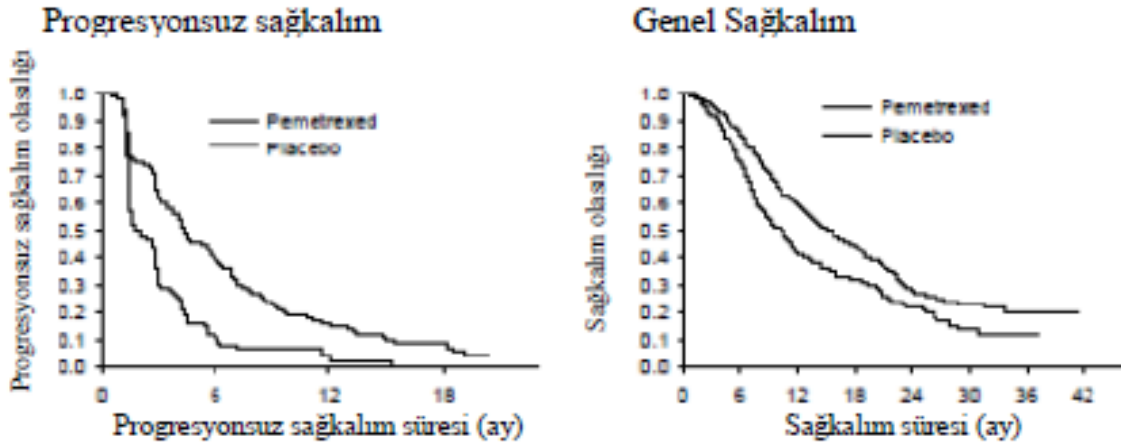 Progresyonsuz sağkalım
Progresyonsuz sağkalım olasılığı
1.0
0.9
0.8
0.7
0.6
0.5
0.4
0.3
0.2
0.1
0.0
Pemetrexed
Placebo
0 6 12 18
Progresyonsuz sağkalım süresi (ay)
Genel Sağkalım
Sağkalım olasılığı
1.0
0.9
0.8
0.7
0.6
0.5
0.4
0.3
0.2
0.1
0.0
Pemetrexed
Placebo
0 6 12 18 24 30 36 42
Sağkalım süresi (ay)